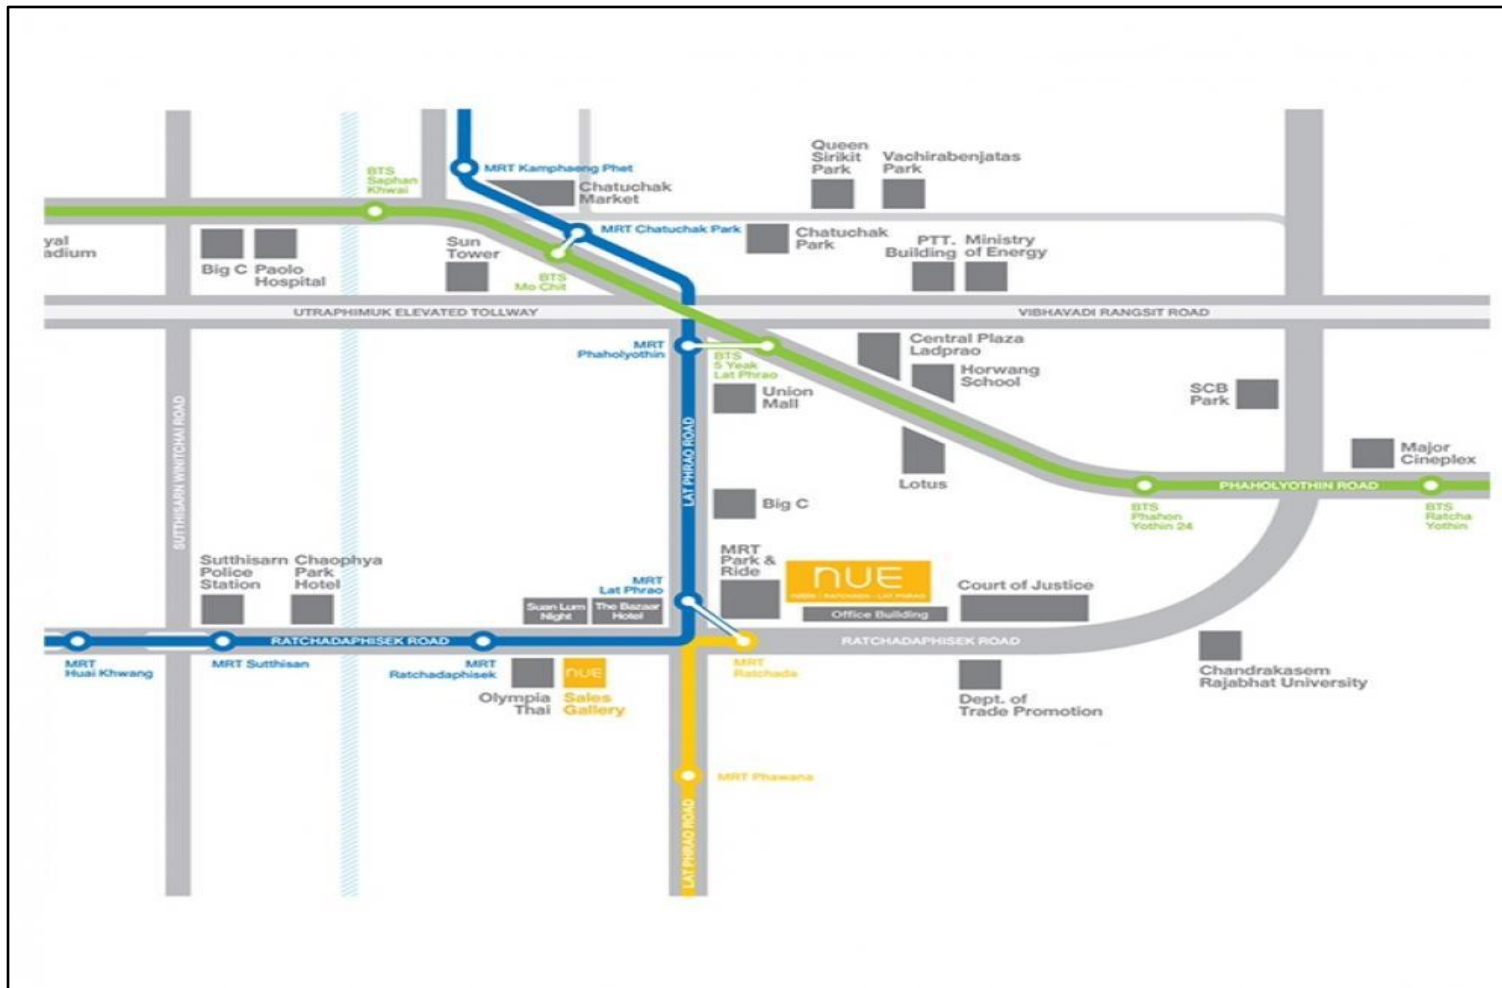 Queen
Sirikit
Park
Vachirabenjatas
Park
BTS
Saphan
Khwai
MRT Kamphaeng Phet
Chatuchak
Market
MRT Chatuchak Park
Chatuchak
Park
yal
adium
Big C
Paolo
Hospital
Sun
Tower
BTS
Mo Chit
PTT.
Building
Ministry
of Energy
UTRAPHIMUK ELEVATED TOLLWAY
VIBHAVADI RANGSIT ROAD
MRT
Phaholyothin
BTS
5 Yeak
Lat Phrao
Central Plaza
Ladprao
Horwang
School
Union
Mall
SCB
Park
SUTTHISARN WINITCHAI ROAD
LAT PHRAO ROAD
Major
Cineplex
Lotus
PHAHOLYOTHIN ROAD
Big C
BTS
Phahon
Yothin 24
BTS
Ratcha
Yothin
Sutthisarn
Police
Station
Chaophya
Park
Hotel
MRT
Lat Phrao
MRT
Park &
Ride
nUE
RATCHADA - LAT PHRAO
Court of Justice
Suan Lum
Night
The Bazaar
Hotel
Office Building
RATCHADAPHISEK ROAD
RATCHADAPHISEK ROAD
MRT
Huai Khwang
MRT Sutthisan
MRT
Ratchadaphisek
MRT
Ratchada
Olympia
Thai
nUE
Sales
Gallery
Dept. of
Trade Promotion
Chandrakasem
Rajabhat University
MRT Phawana
LAT PHRAO ROAD